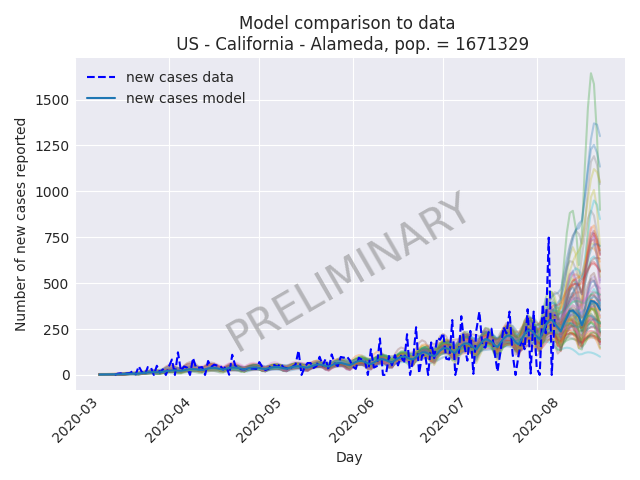 Model comparison to data
US - California - Alameda, pop. = 1671329
new cases data
new cases model
Number of new cases reported
1500
1250
1000
750
500
250
0
PRELIMINARY
2020-03
2020-04
2020-05
2020-06
2020-07
2020-08
Day